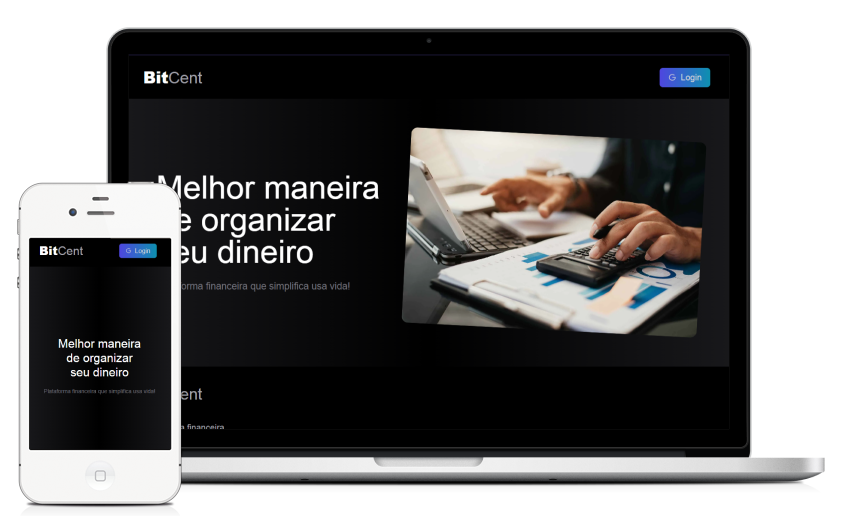 BitCent
G Login
Melhor maneira
de organizar
seu dineiro
orma financeira que simplifica usa vida!
ent
a financeira
BitCent
G Login
Melhor maneira
de organizar
seu dineiro
Plataforma financeira que simplifica usa vida!